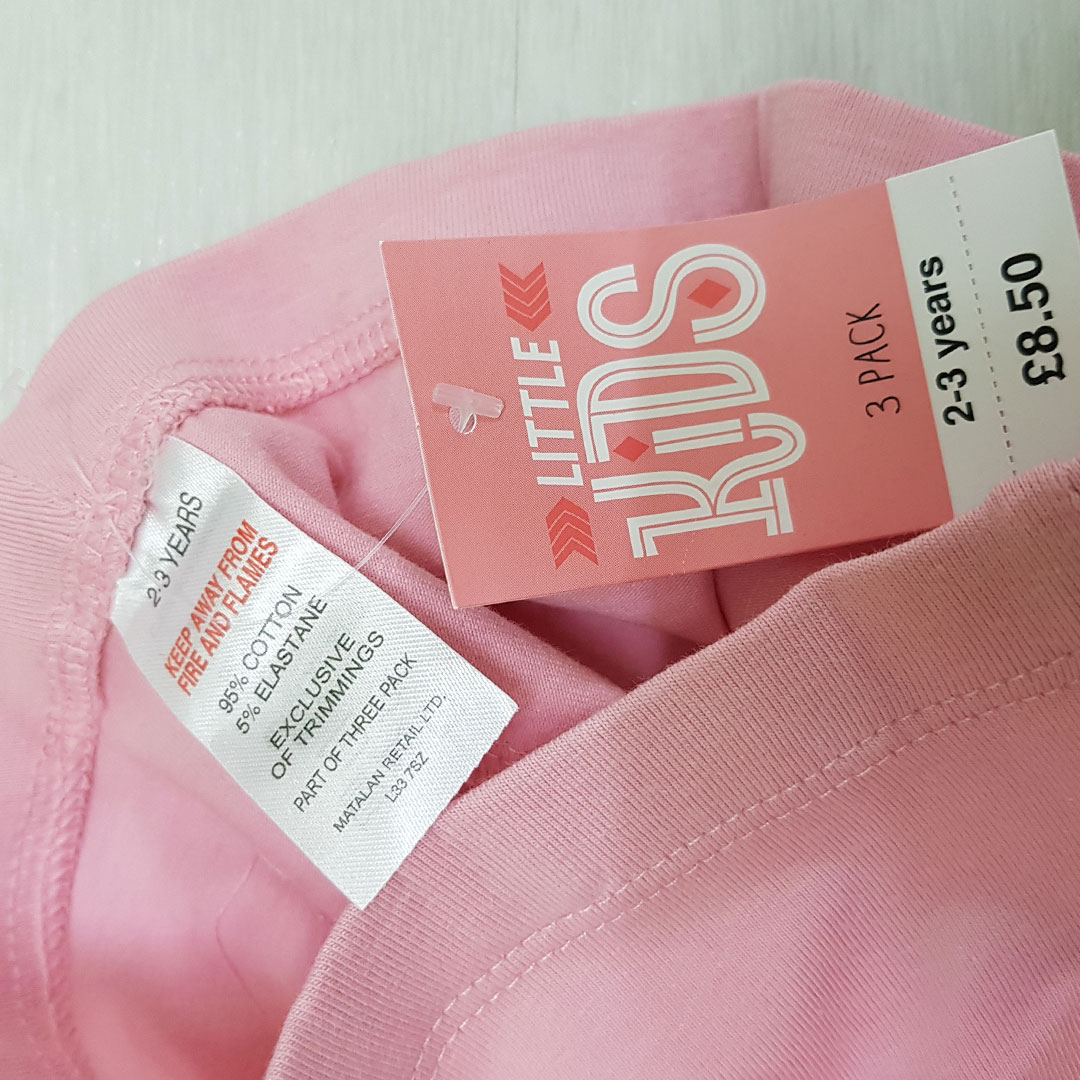 LITTLE
KIDS
3 PACK
2-3 years
£8.50
2-3 YEARS
KEEP AWAY FROM
FIRE AND FLAMES
95% COTTON
5% ELASTANE
EXCLUSIVE
OF TRIMMINGS
PART OF THREE PACK
MATALAN RETAIL LTD.
L33 7SZ